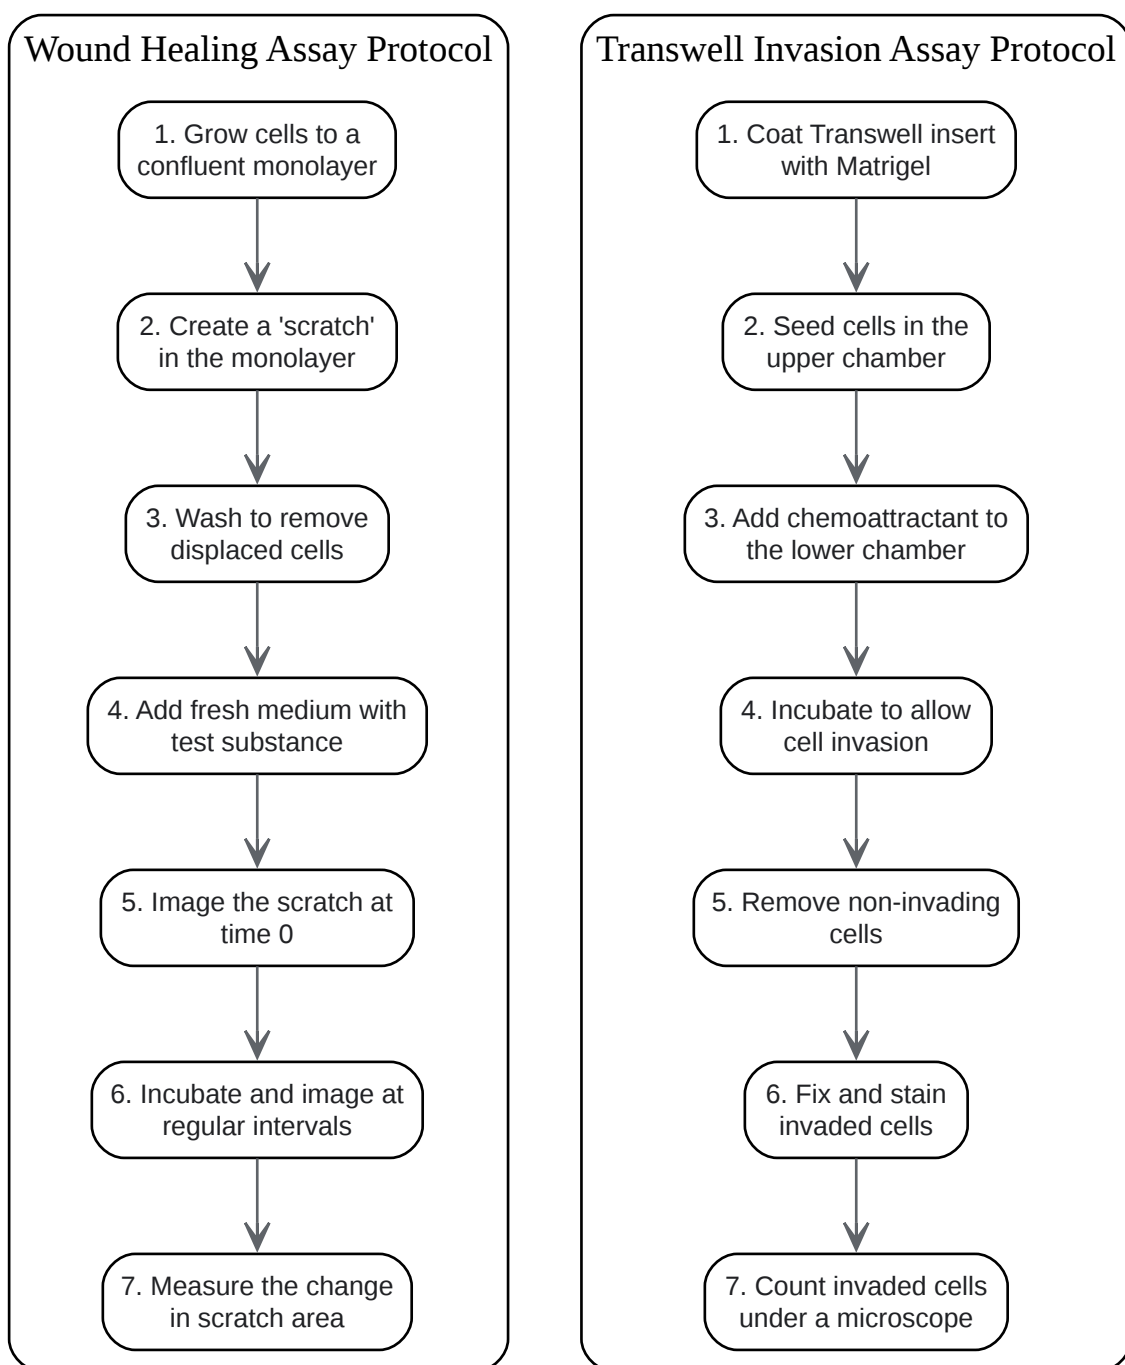 Wound Healing Assay Protocol
1. Grow cells to a
confluent monolayer
2. Create a 'scratch'
in the monolayer
3. Wash to remove
displaced cells
4. Add fresh medium with
test substance
5. Image the scratch at
time 0
6. Incubate and image at
regular intervals
7. Measure the change
in scratch area
Transwell Invasion Assay Protocol
1. Coat Transwell insert
with Matrigel
2. Seed cells in the
upper chamber
3. Add chemoattractant to
the lower chamber
4. Incubate to allow
cell invasion
5. Remove non-invading
cells
6. Fix and stain
invaded cells
7. Count invaded cells
under a microscope